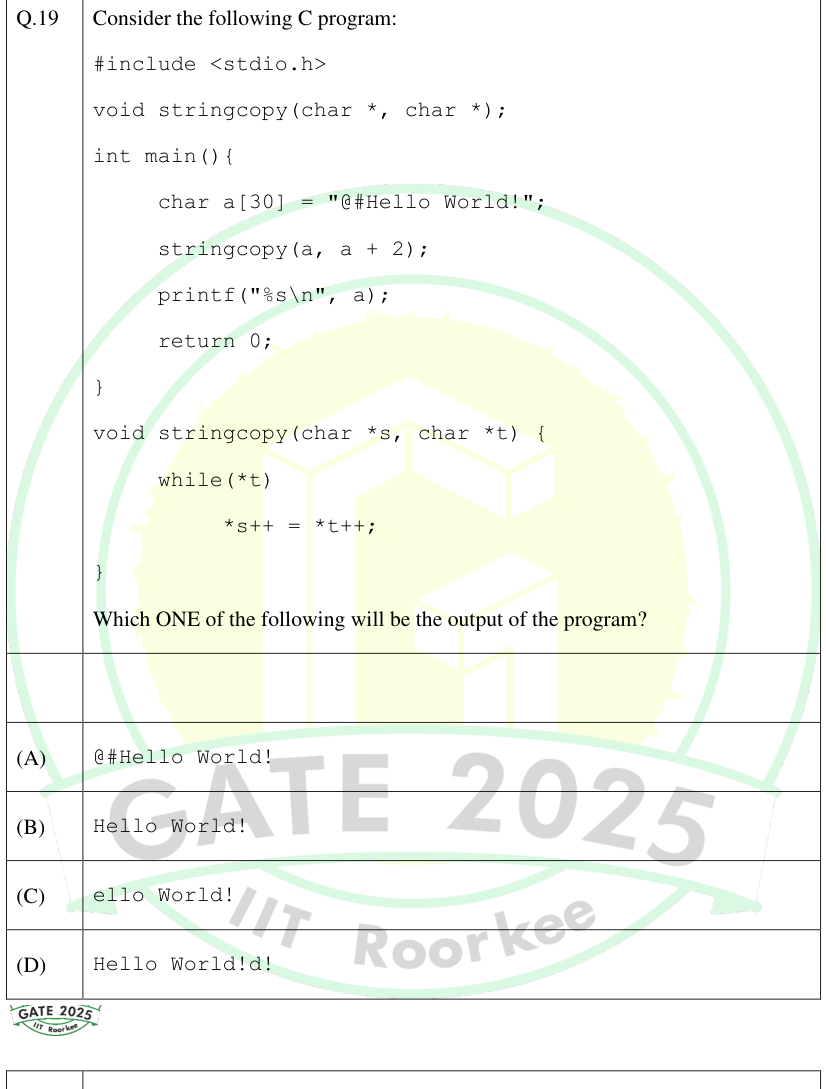 Q.19 Consider the following C program:
#include <stdio.h>
void stringcopy(char *, char *);
int main(){
char a[30] = "@#Hello World!";
stringcopy(a, a + 2);
printf("%s\n", a);
return 0;
}
void stringcopy(char *s, char *t) {
while(*t)
*s++ = *t++;
}
Which ONE of the following will be the output of the program?
(A) @#Hello World!
(B) Hello World!
(C) ello World!
(D) Hello World!d!
GATE 2025
IIT Roorkee
GATE 2025
IIT Roorkee